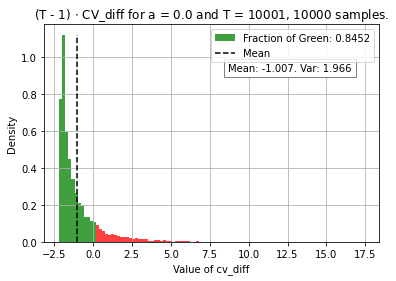 (T - 1) · CV_diff for a = 0.0 and T = 10001, 10000 samples.
Fraction of Green: 0.8452
Mean
Mean: -1.007. Var: 1.966
Density
1.0
0.8
0.6
0.4
0.2
0.0
−2.5 0.0 2.5 5.0 7.5 10.0 12.5 15.0 17.5
Value of cv_diff